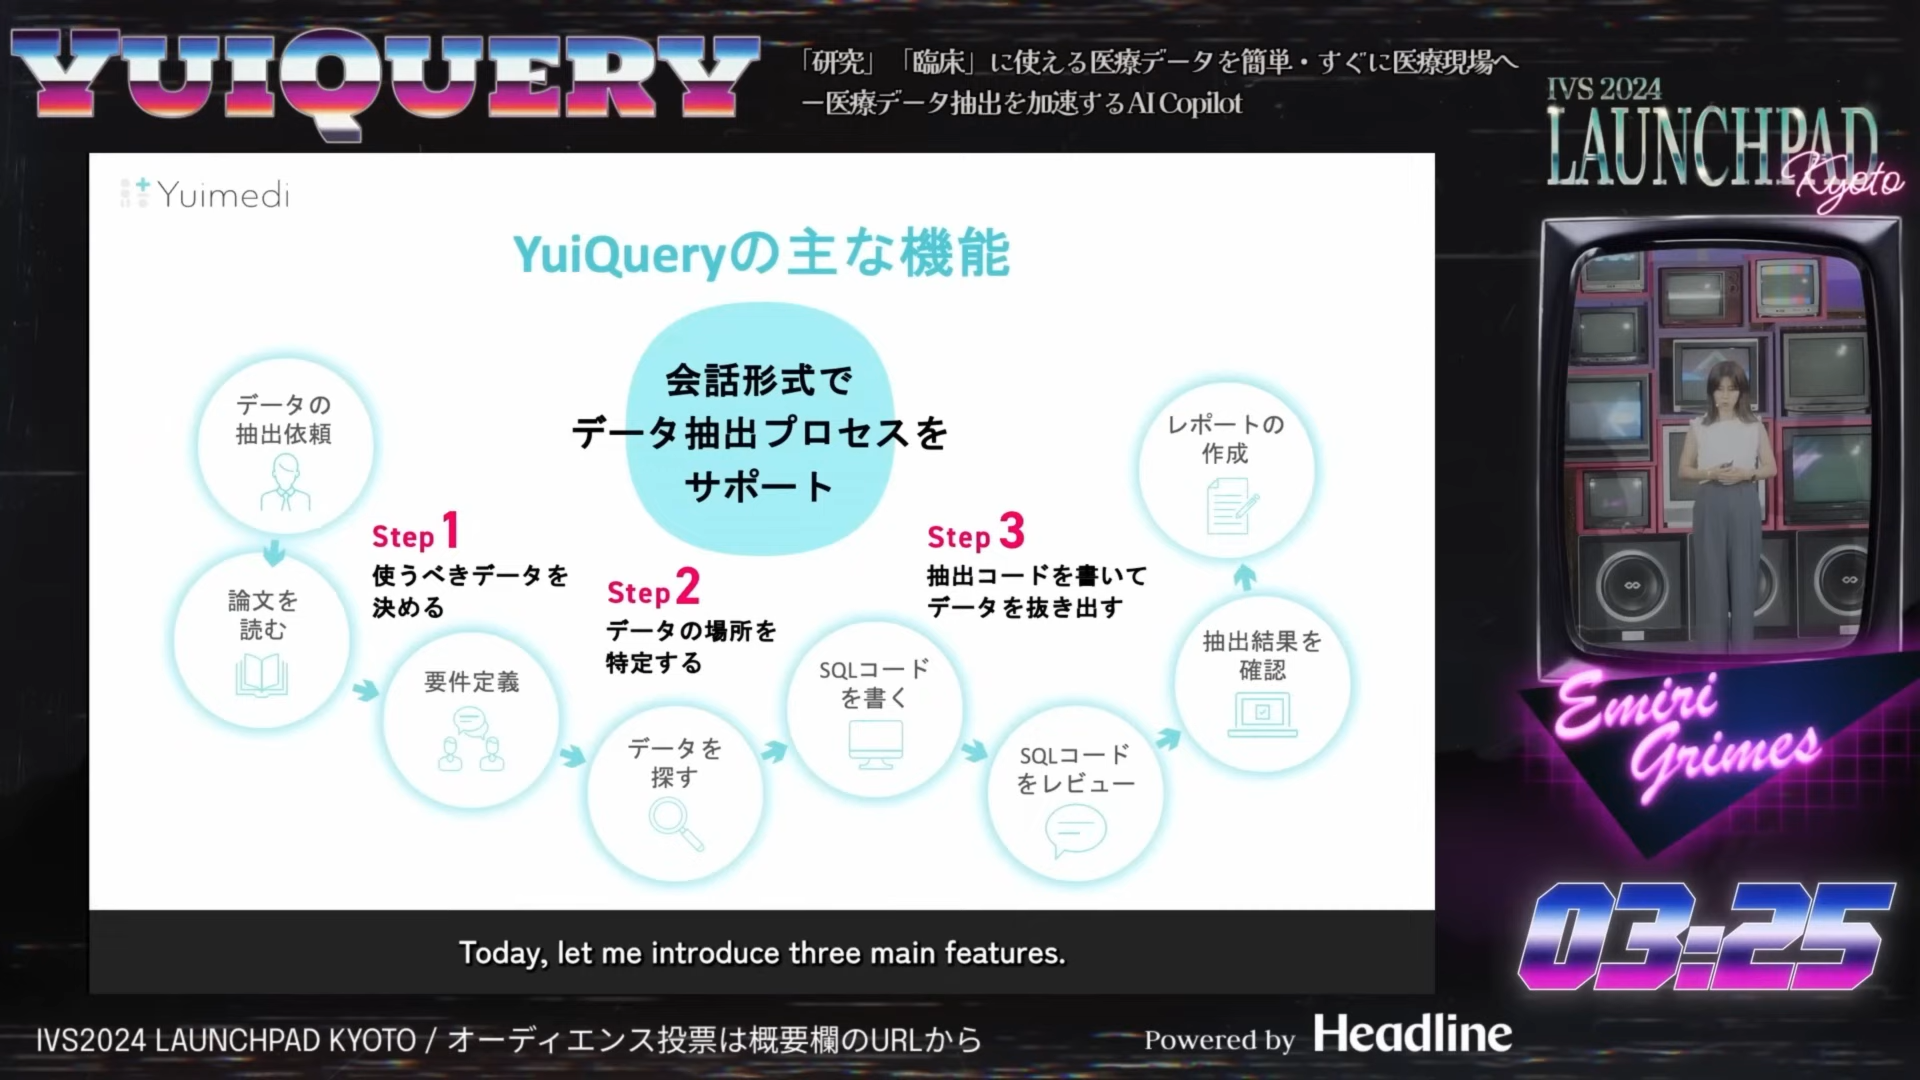 YUIQUERY
「研究」「臨床」に使える医療データを簡単・すぐに医療現場へ
ー医療データ抽出を加速するAI Copilot
IVS 2024
LAUNCHPAD
Kyoto
Yuimedi
YuiQueryの主な機能
会話形式で
データ抽出プロセスを
サポート
データの
抽出依頼
論文を
読む
Step 1
使うべきデータを
決める
要件定義
Step 2
データの場所を
特定する
データを
探す
SQLコード
を書く
Step 3
抽出コードを書いて
データを抜き出す
SQLコード
をレビュー
抽出結果を
確認
レポートの
作成
Emiri
Grimes
03:25
Today, let me introduce three main features.
IVS2024 LAUNCHPAD KYOTO / オーディエンス投票は概要欄のURLから
Powered by Headline